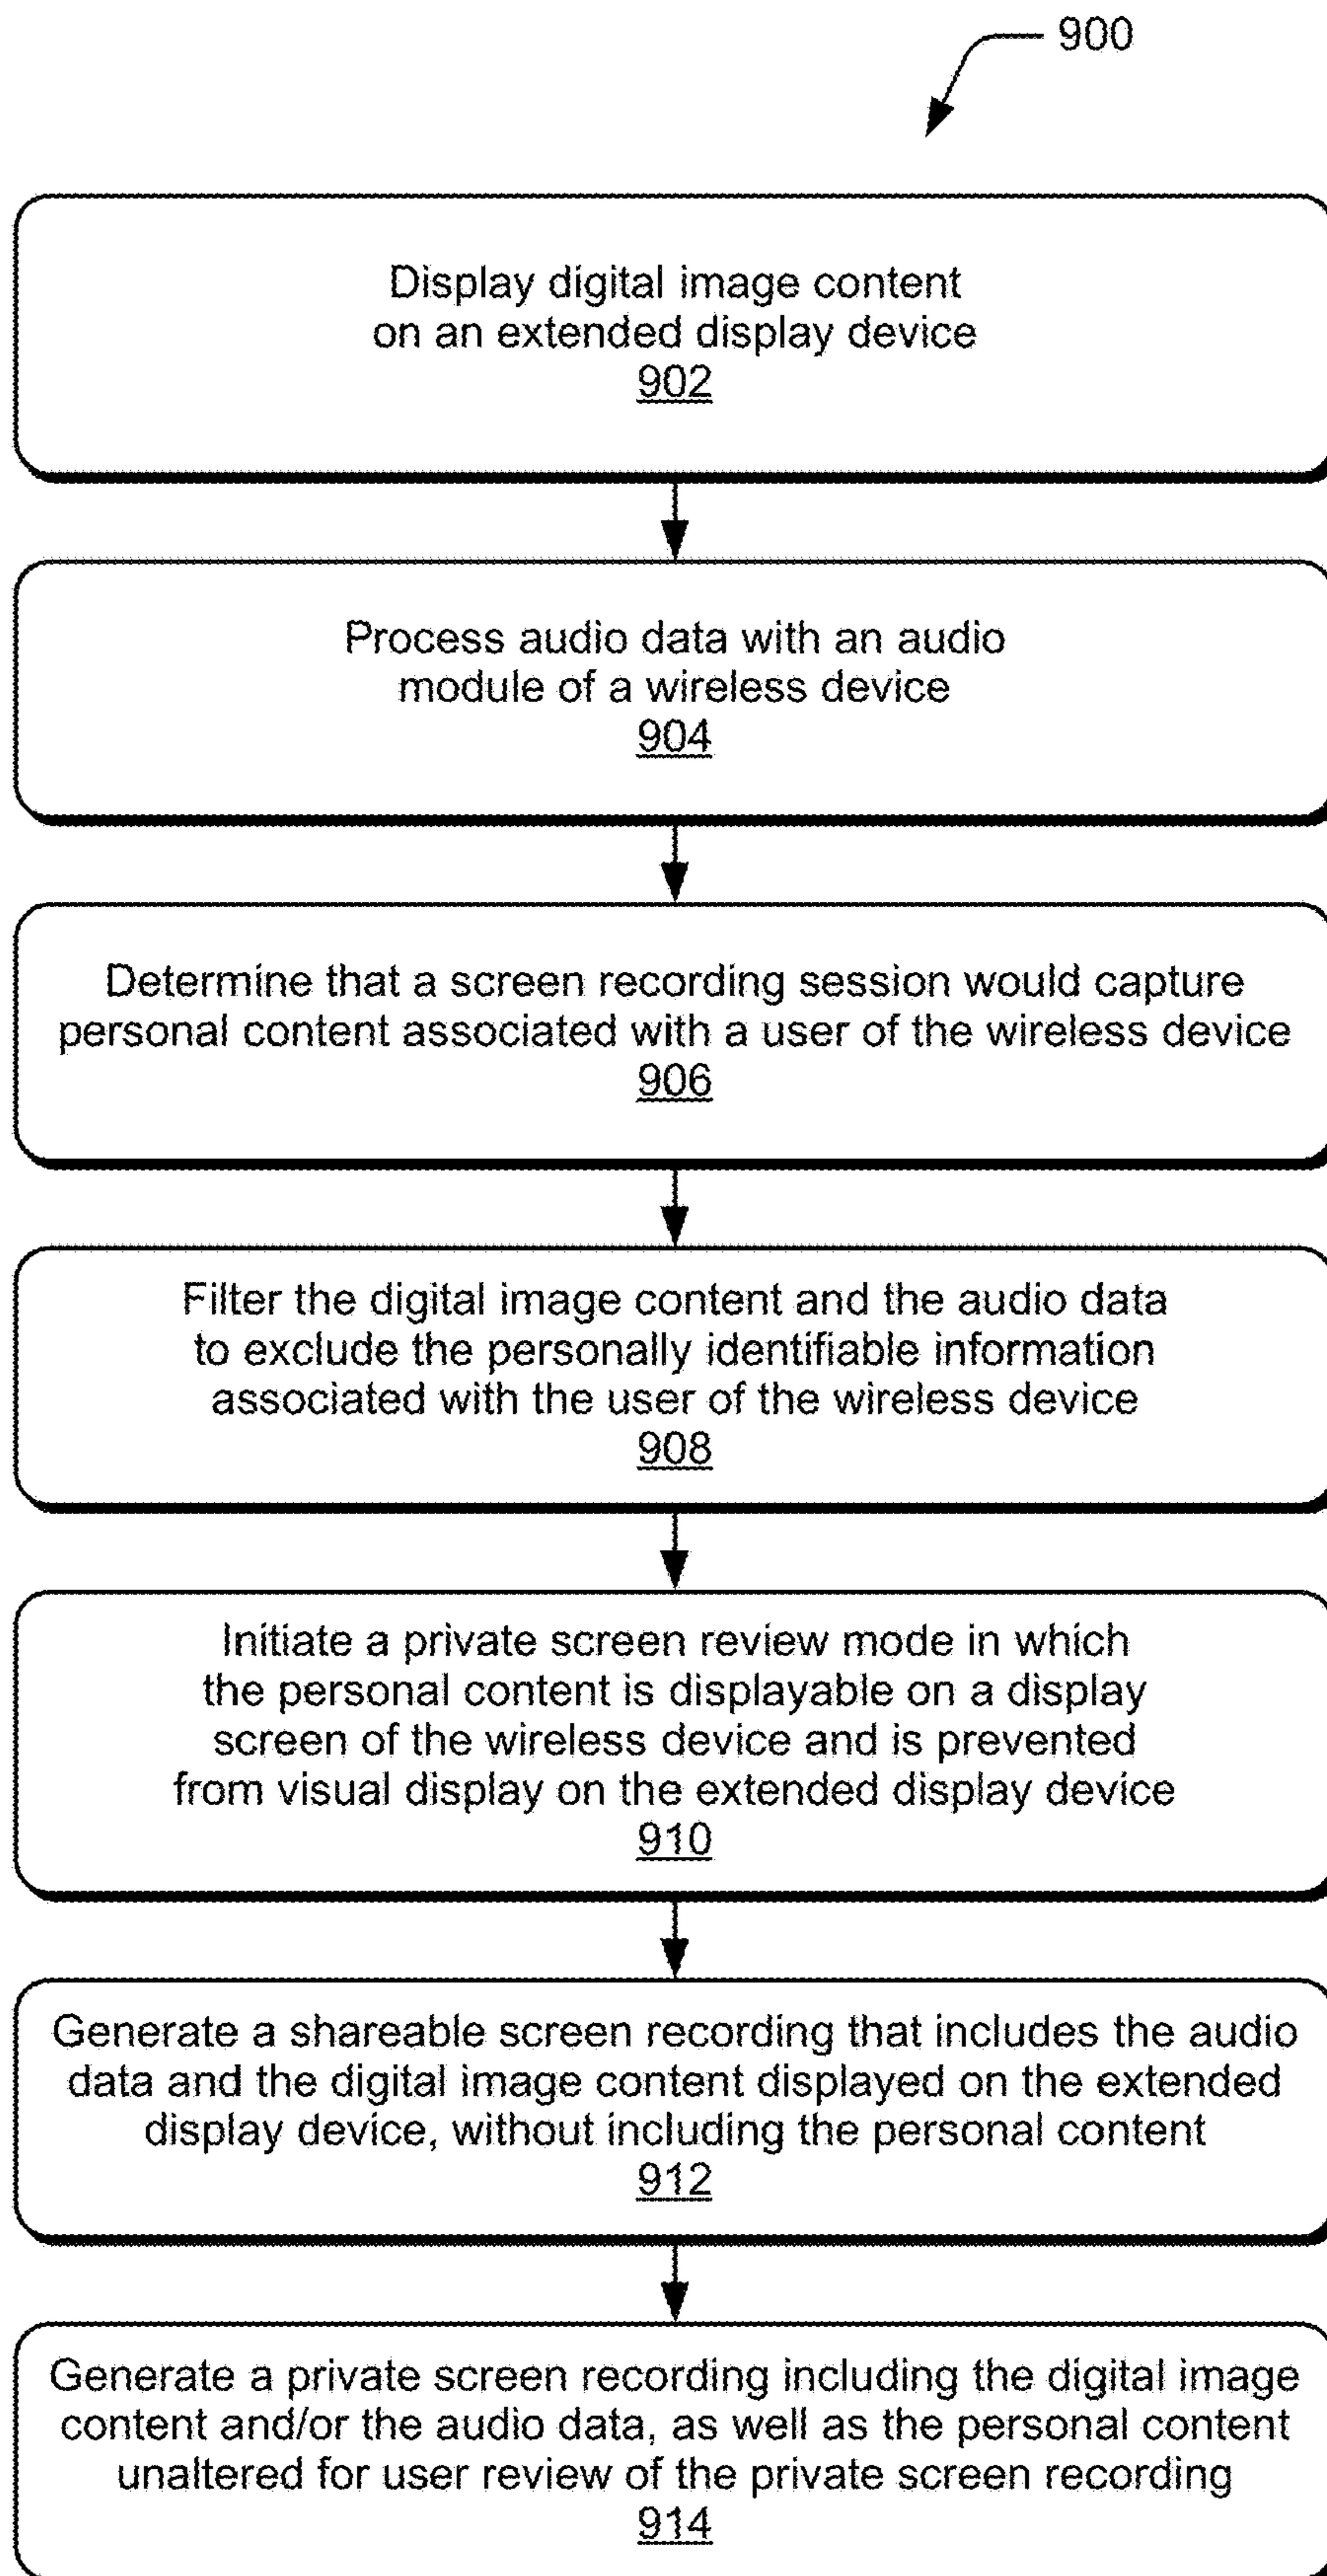 900
Display digital image content
on an extended display device
902
Process audio data with an audio
module of a wireless device
904
Determine that a screen recording session would capture
personal content associated with a user of the wireless device
906
Filter the digital image content and the audio data
to exclude the personally identifiable information
associated with the user of the wireless device
908
Initiate a private screen review mode in which
the personal content is displayable on a display
screen of the wireless device and is prevented
from visual display on the extended display device
910
Generate a shareable screen recording that includes the audio
data and the digital image content displayed on the extended
display device, without including the personal content
912
Generate a private screen recording including the digital image
content and/or the audio data, as well as the personal content
unaltered for user review of the private screen recording
914